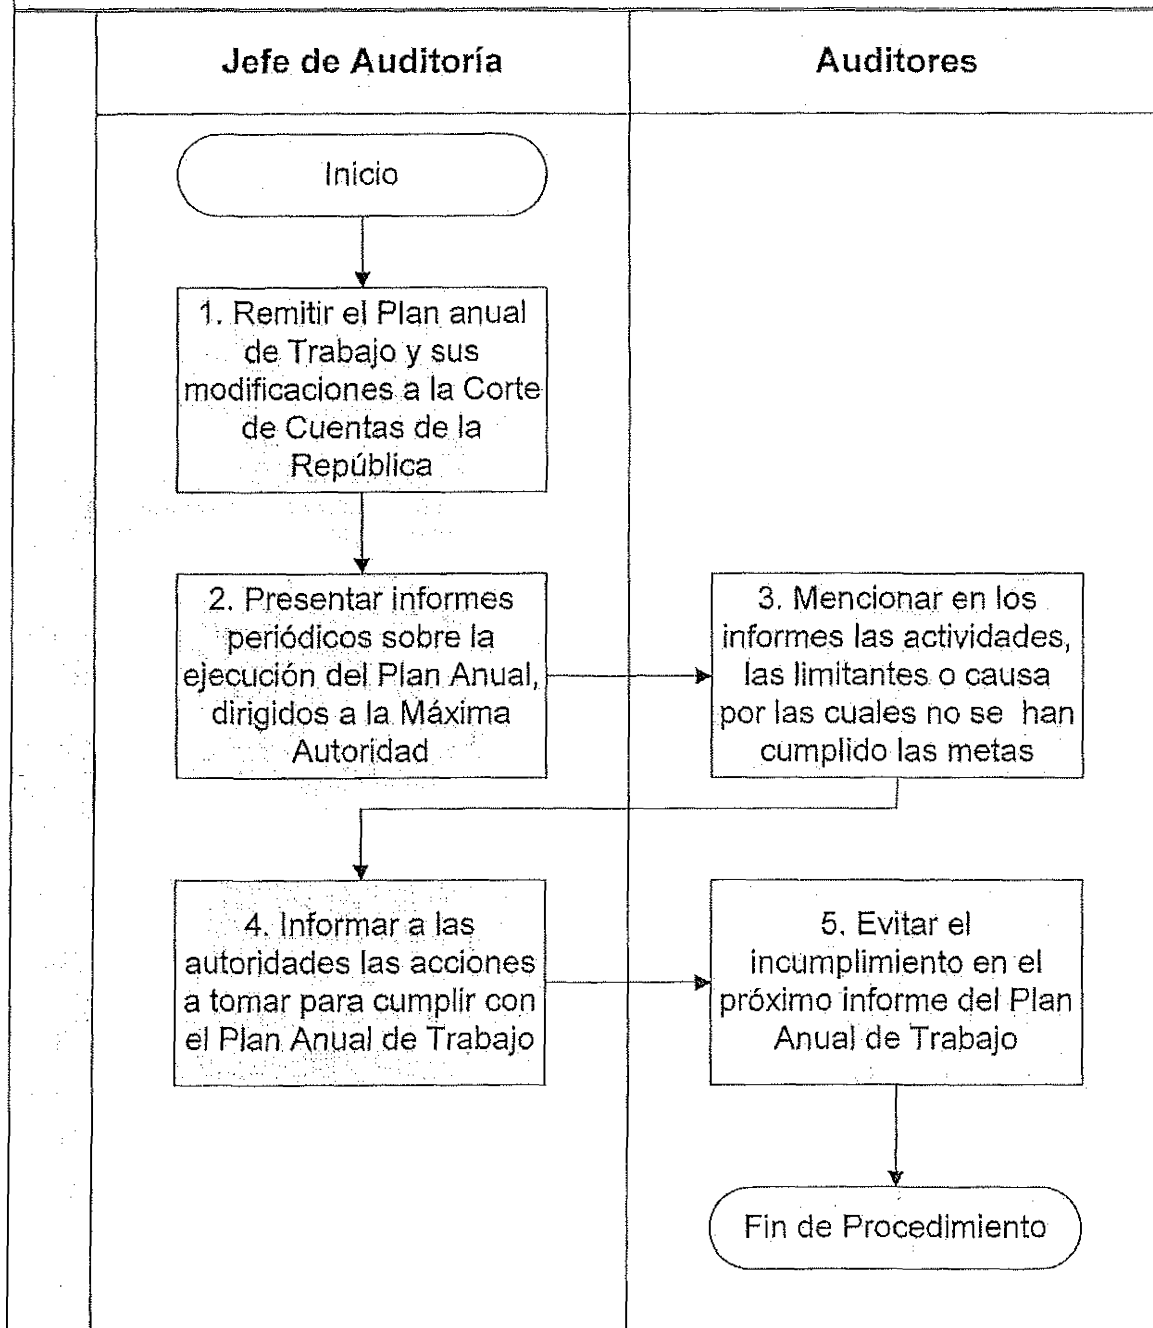 Jefe de Auditoría
Auditores
Inicio
1. Remitir el Plan anual
de Trabajo y sus
modificaciones a la Corte
de Cuentas de la
República
2. Presentar informes
periódicos sobre la
ejecución del Plan Anual,
dirigidos a la Máxima
Autoridad
3. Mencionar en los
informes las actividades,
las limitantes o causa
por las cuales no se han
cumplido las metas
4. Informar a las
autoridades las acciones
a tomar para cumplir con
el Plan Anual de Trabajo
5. Evitar el
incumplimiento en el
próximo informe del Plan
Anual de Trabajo
Fin de Procedimiento